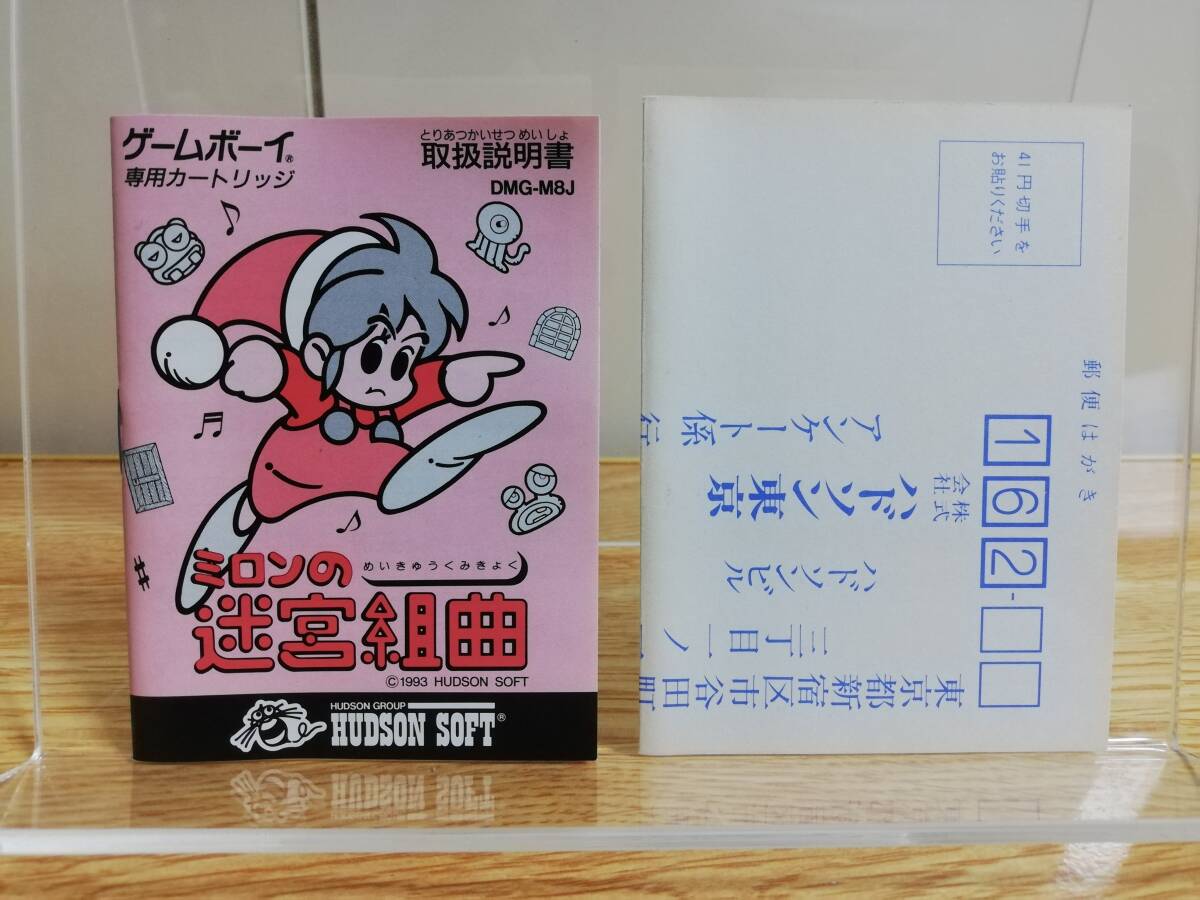 ゲームボーイ®
専用カートリッジ
とりあつかいせつめいしょ
取扱説明書
DMG-M8J
ミロンの
めいきゅうくみきょく
迷宮組曲
©1993 HUDSON SOFT
HUDSON GROUP
HUDSON SOFT®
41円切手を
お貼りください
郵便はがき
162-
東京都新宿区市谷田町
三丁目一ノ
ハドソンビル
株式会社 ハドソン東京
アンケート係 行